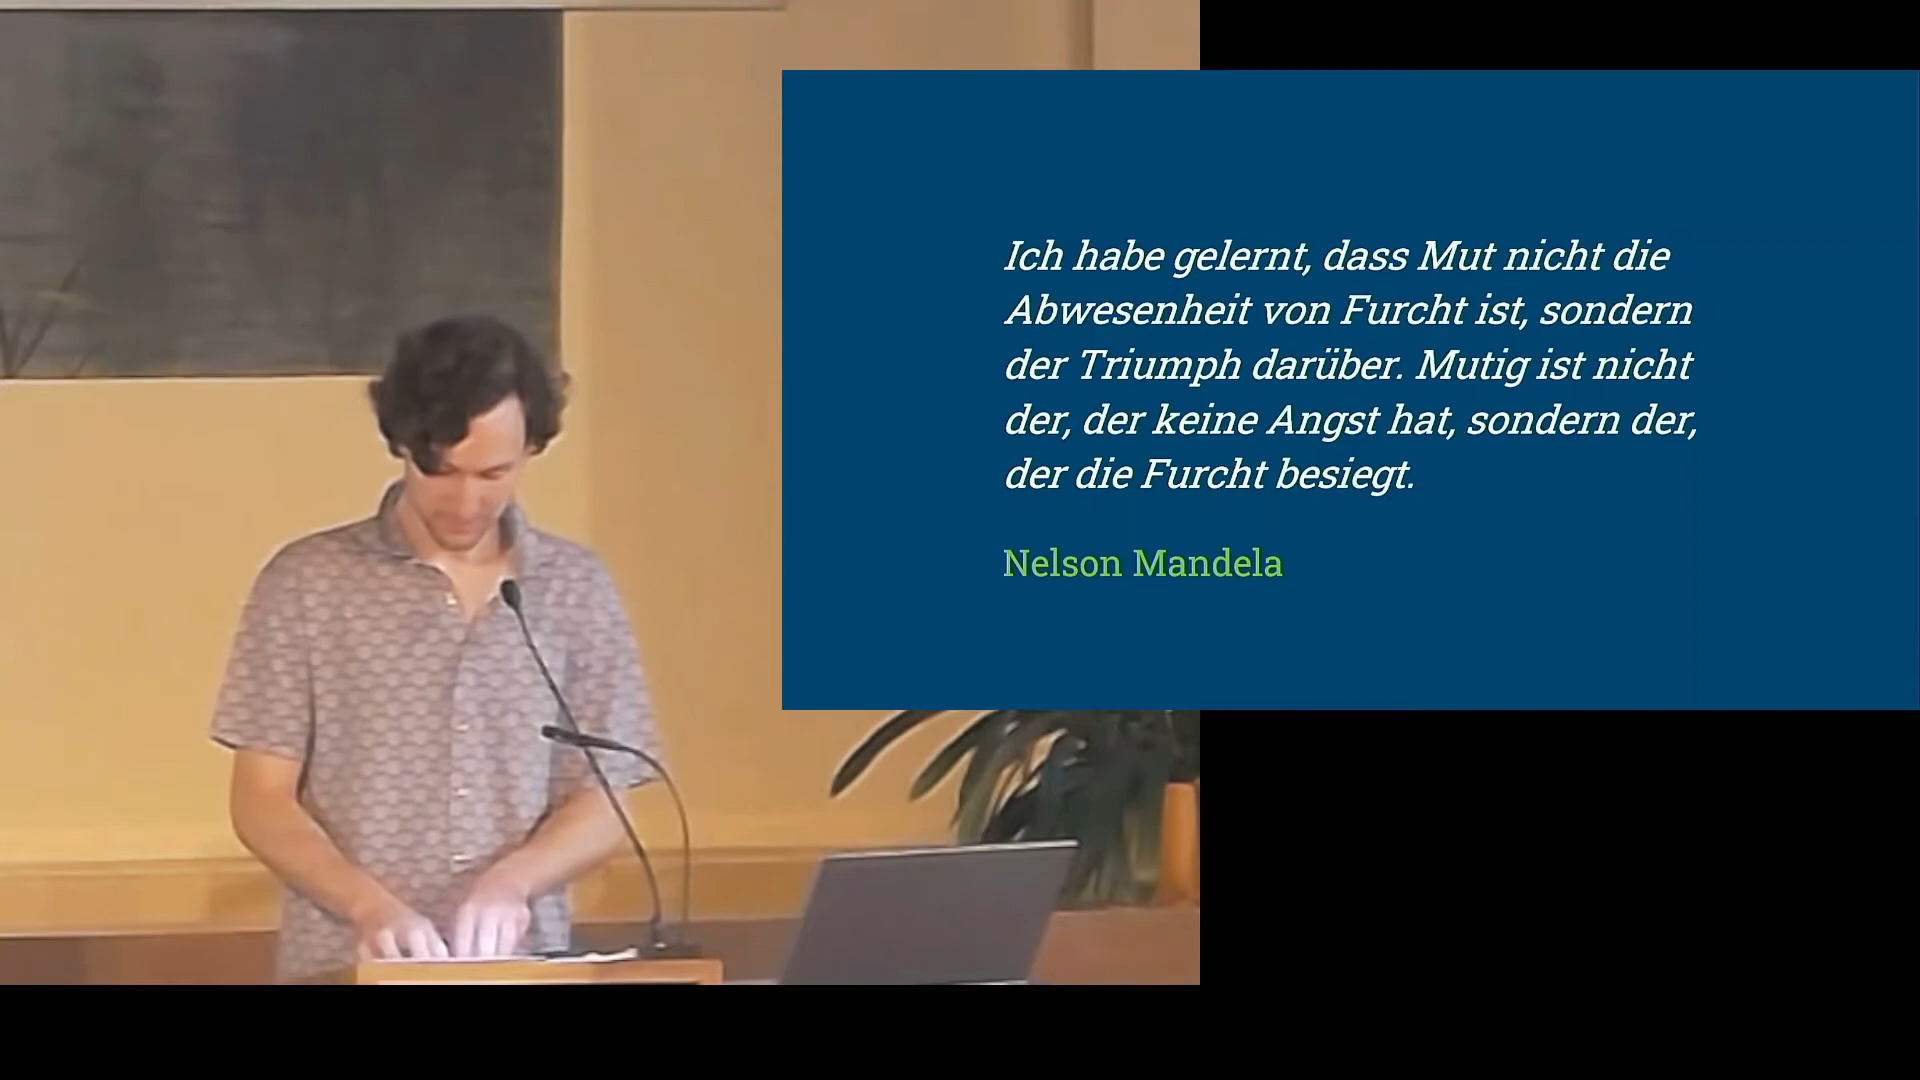 Ich habe gelernt, dass Mut nicht die
Abwesenheit von Furcht ist, sondern
der Triumph darüber. Mutig ist nicht
der, der keine Angst hat, sondern der,
der die Furcht besiegt.
Nelson Mandela